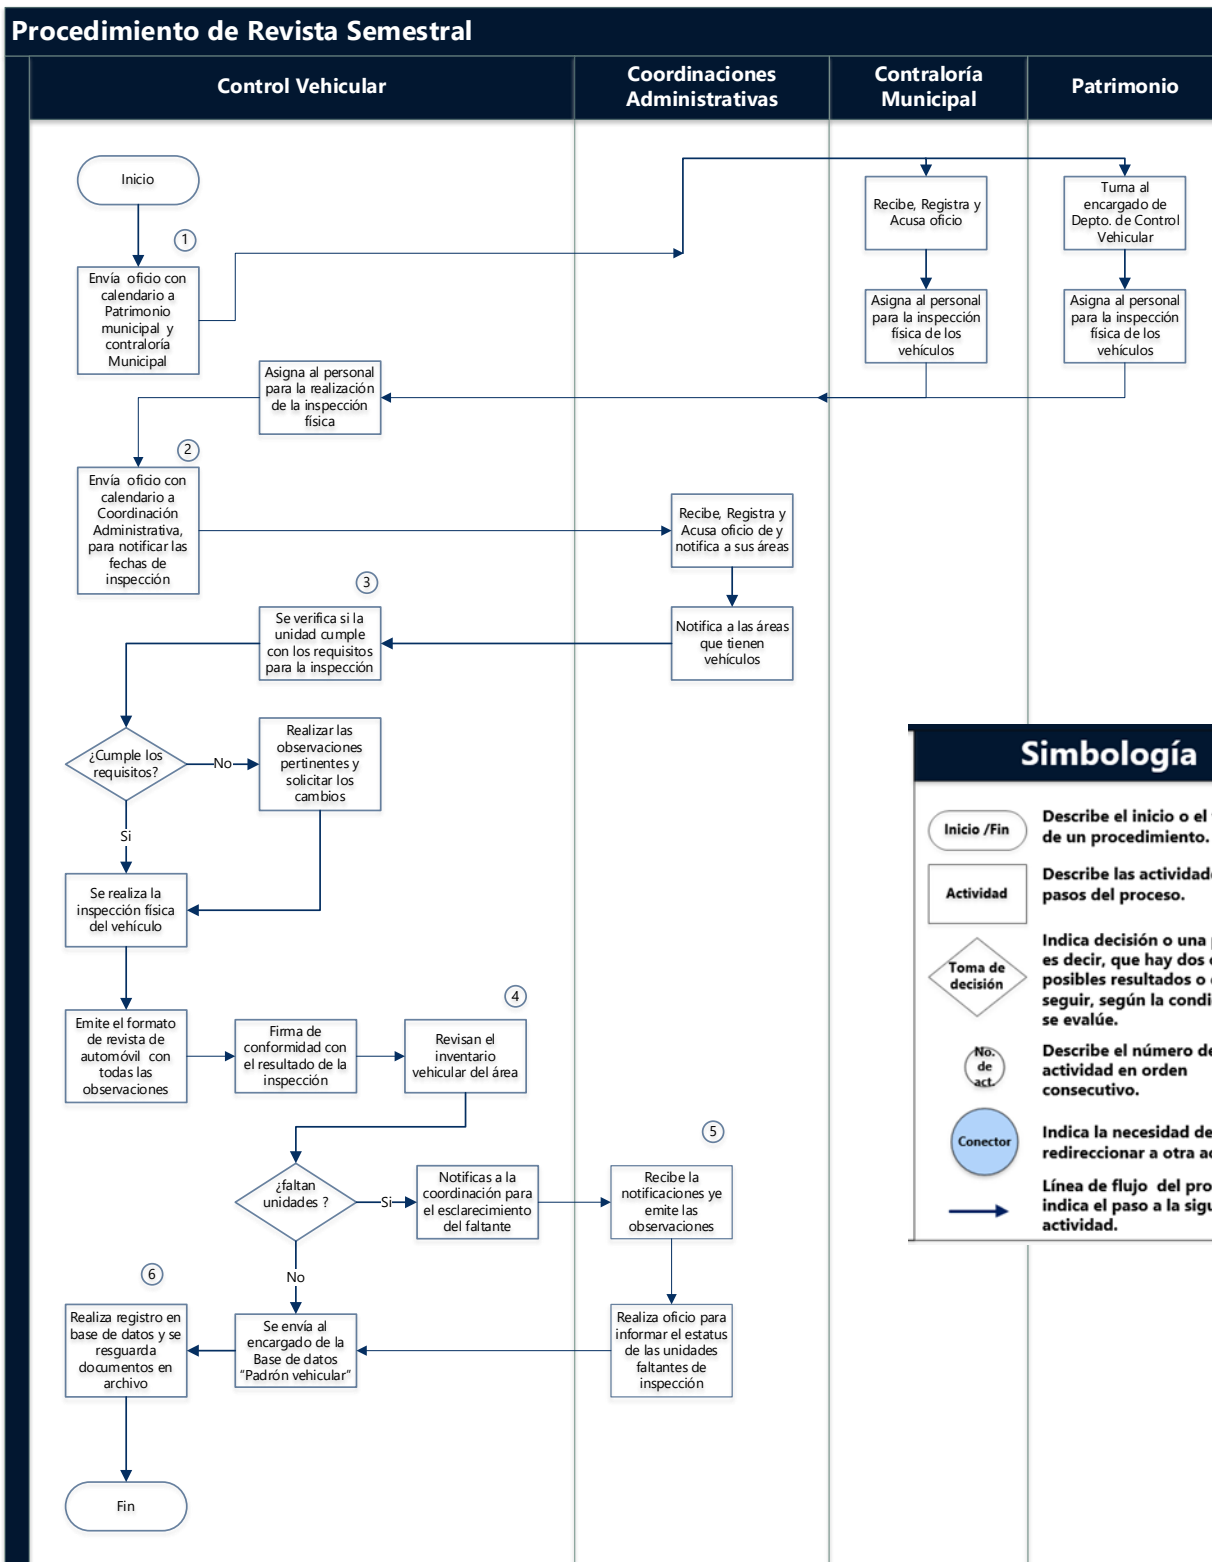 Procedimiento de Revista Semestral
Control Vehicular
Coordinaciones
Administrativas
Contraloría
Municipal
Patrimonio
Inicio
1
Envía oficio con
calendario a
Patrimonio
municipal y
contraloría
Municipal
Recibe, Registra y
Acusa oficio
Turna al
encargado de
Depto. de Control
Vehicular
Asigna al personal
para la inspección
física de los
vehículos
Asigna al personal
para la inspección
física de los
vehículos
Asigna al personal
para la realización
de la inspección
física
2
Envía oficio con
calendario a
Coordinación
Administrativa,
para notificar las
fechas de
inspección
Recibe, Registra y
Acusa oficio de y
notifica a sus áreas
Notifica a las áreas
que tienen
vehículos
3
Se verifica si la
unidad cumple
con los requisitos
para la inspección
¿Cumple los
requisitos?
No
Realizar las
observaciones
pertinentes y
solicitar los
cambios
Si
Se realiza la
inspección física
del vehículo
Emite el formato
de revista de
automóvil con
todas las
observaciones
Firma de
conformidad con
el resultado de la
inspección
4
Revisan el
inventario
vehicular del área
¿faltan
unidades ?
Si
Notificas a la
coordinación para
el esclarecimiento
del faltante
5
Recibe la
notificaciones ye
emite las
observaciones
No
Realiza oficio para
informar el estatus
de las unidades
faltantes de
inspección
Se envía al
encargado de la
Base de datos
“Padrón vehicular”
6
Realiza registro en
base de datos y se
resguarda
documentos en
archivo
Fin
Simbología
Inicio /Fin
Describe el inicio o el
de un procedimiento.
Actividad
Describe las actividad
pasos del proceso.
Toma de
decisión
Indica decisión o una
es decir, que hay dos
posibles resultados o
seguir, según la condi
se evalúe.
No.
de
act.
Describe el número de
actividad en orden
consecutivo.
Conector
Indica la necesidad de
redireccionar a otra a
Línea de flujo del pro
indica el paso a la sigu
actividad.